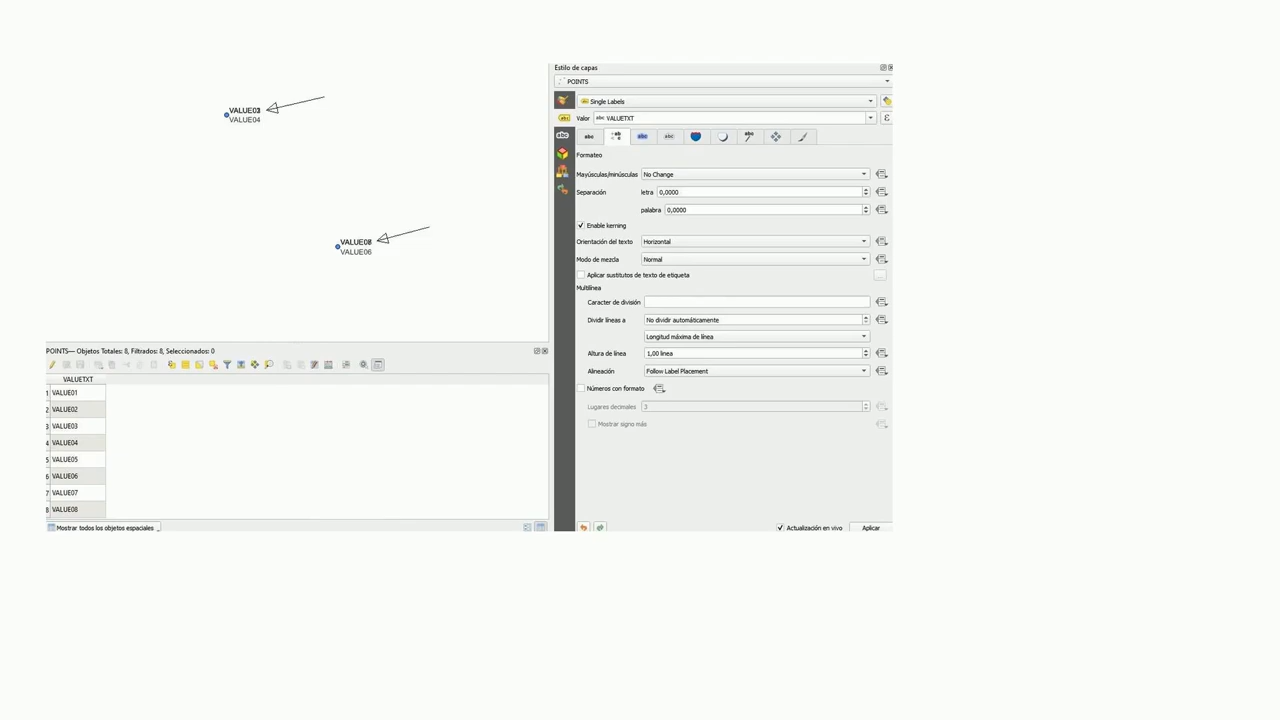 Estilo de capas
POINTS
Single Labels
Valor abc VALUETXT
Formateo
Mayúsculas/minúsculas No Change
Separación letra 0,0000
palabra 0,0000
Enable kerning
Orientación del texto Horizontal
Modo de mezcla Normal
Aplicar sustitutos de texto de etiqueta
Multilínea
Caracter de división
Dividir líneas a No dividir automáticamente
Longitud máxima de línea
Altura de línea 1,00 línea
Alineación Follow Label Placement
Números con formato
Lugares decimales 3
Mostrar signo más
Actualización en vivo Aplicar
VALUE04
VALUE06
POINTS— Objetos Totales: 8, Filtrados: 8, Seleccionados: 0
VALUETXT
1 VALUE01
2 VALUE02
3 VALUE03
4 VALUE04
5 VALUE05
6 VALUE06
7 VALUE07
8 VALUE08
Mostrar todos los objetos espaciales